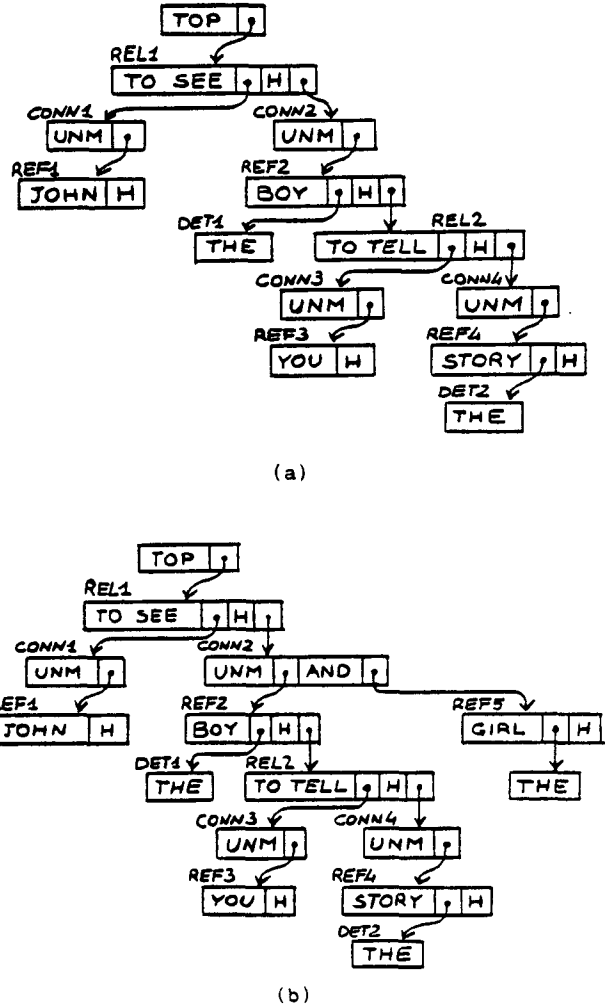 TOP
REL1
TO SEE H
CONN1 CONN2
UNM UNM
REF1 REF2
JOHN H BOY H
DET1 REL2
THE TO TELL H
CONN3 CONN4
UNM UNM
REF3 REF4
YOU H STORY H
DET2
THE
(a)
TOP
REL1
TO SEE H
CONN1 CONN2
UNM UNM AND
EF1 REF2 REF5
JOHN H BOY H GIRL H
DET1 REL2
THE TO TELL H THE
CONN3 CONN4
UNM UNM
REF3 REF4
YOU H STORY H
DET2
THE
(b)